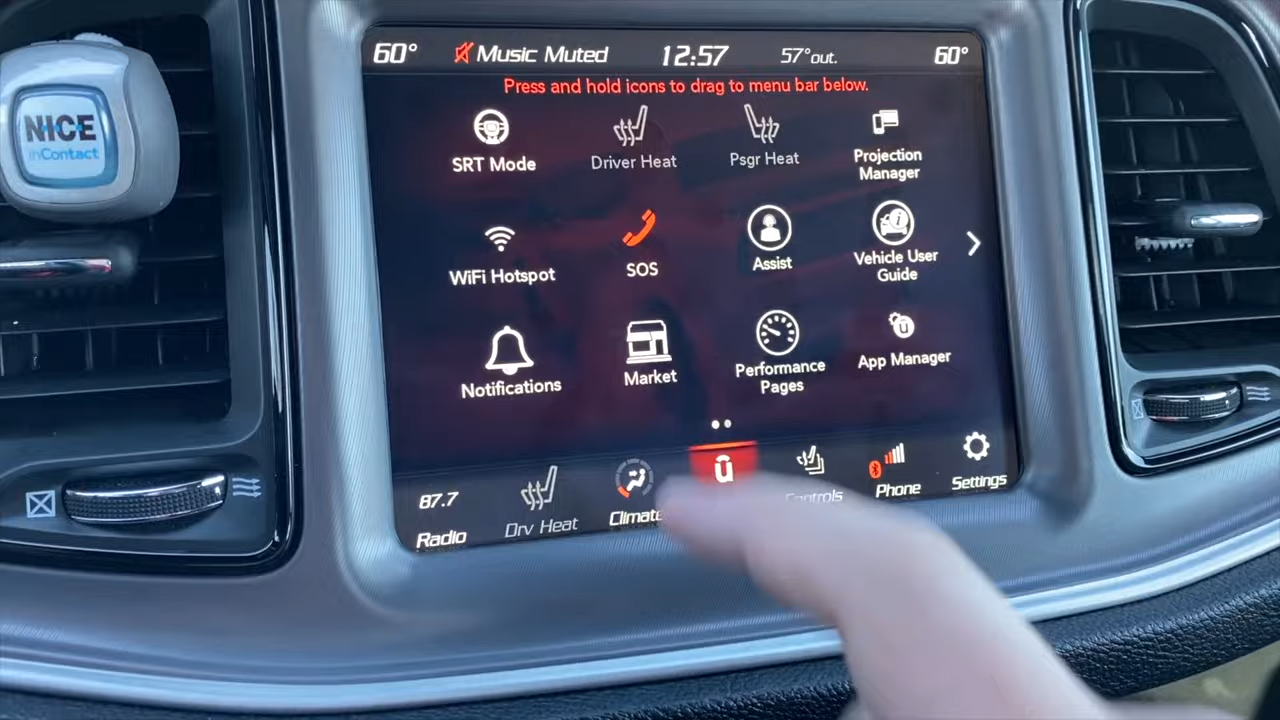 NICE
inContact
60° Music Muted 12:57 57°out. 60°
Press and hold icons to drag to menu bar below.
SRT Mode
Driver Heat
Psgr Heat
Projection
Manager
WiFi Hotspot
SOS
Assist
Vehicle User
Guide
Notifications
Market
Performance
Pages
App Manager
87.7
Radio
Drv Heat
Climate
Controls
Phone
Settings